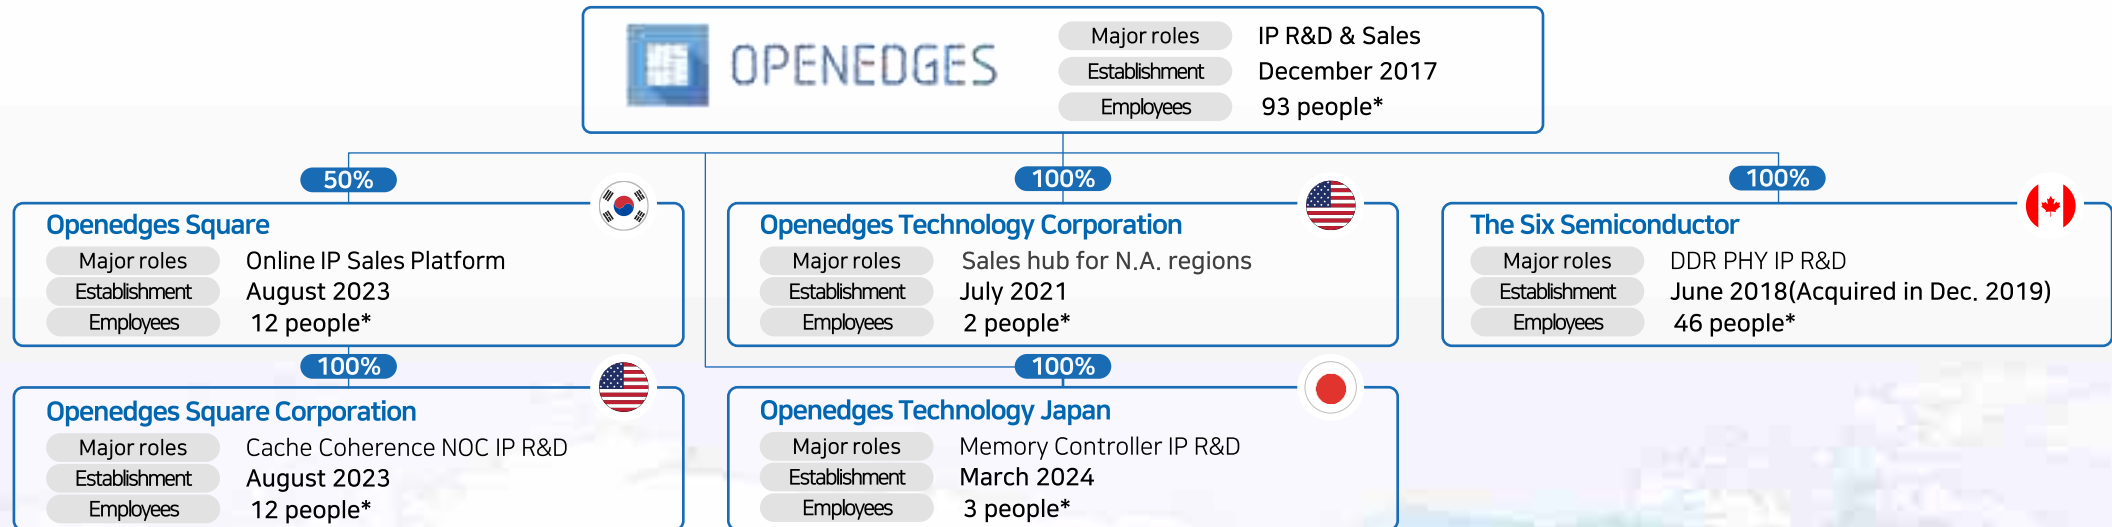 OPENEDGES
Major roles IP R&D & Sales
Establishment December 2017
Employees 93 people*
50%
100%
100%
Openedges Square
Major roles Online IP Sales Platform
Establishment August 2023
Employees 12 people*
Openedges Technology Corporation
Major roles Sales hub for N.A. regions
Establishment July 2021
Employees 2 people*
The Six Semiconductor
Major roles DDR PHY IP R&D
Establishment June 2018(Acquired in Dec. 2019)
Employees 46 people*
100%
100%
Openedges Square Corporation
Major roles Cache Coherence NOC IP R&D
Establishment August 2023
Employees 12 people*
Openedges Technology Japan
Major roles Memory Controller IP R&D
Establishment March 2024
Employees 3 people*